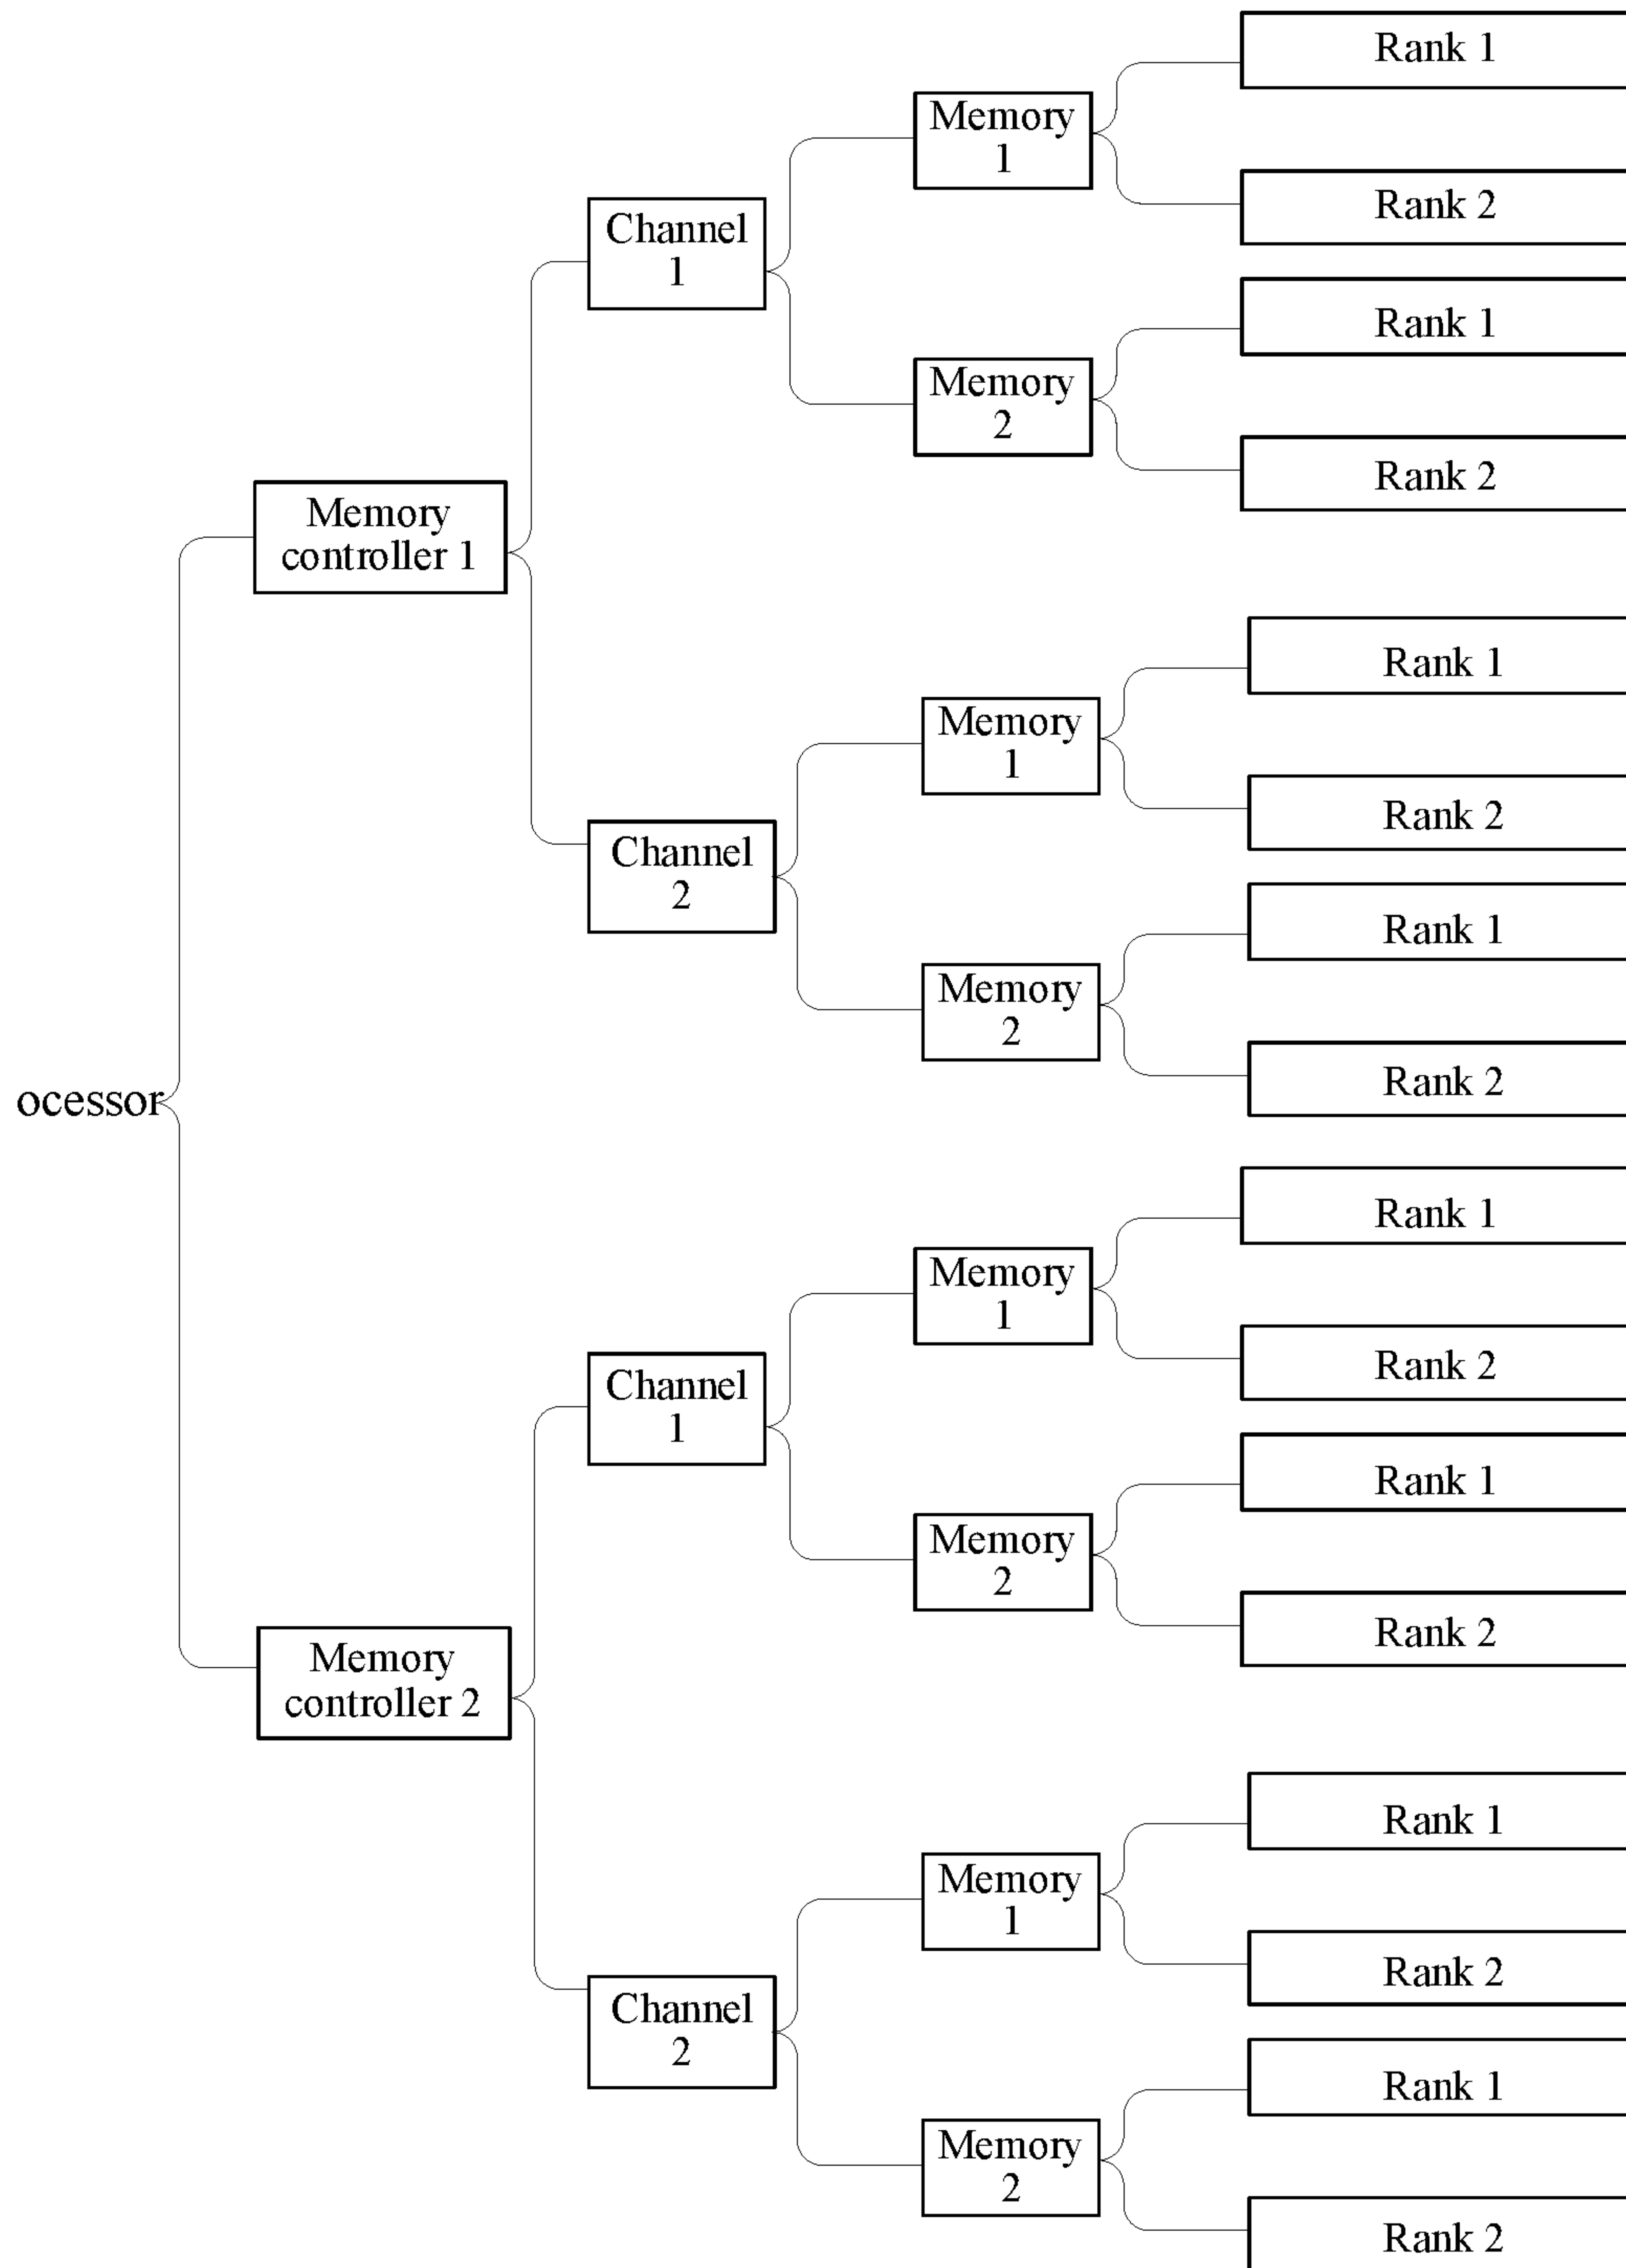 Rank 1
Memory
1
Rank 2
Channel
1
Rank 1
Memory
2
Rank 2
Memory
controller 1
Rank 1
Memory
1
Rank 2
Channel
2
Rank 1
Memory
2
Rank 2
ocessor
Rank 1
Memory
1
Rank 2
Channel
1
Rank 1
Memory
2
Rank 2
Memory
controller 2
Rank 1
Memory
1
Rank 2
Channel
2
Rank 1
Memory
2
Rank 2